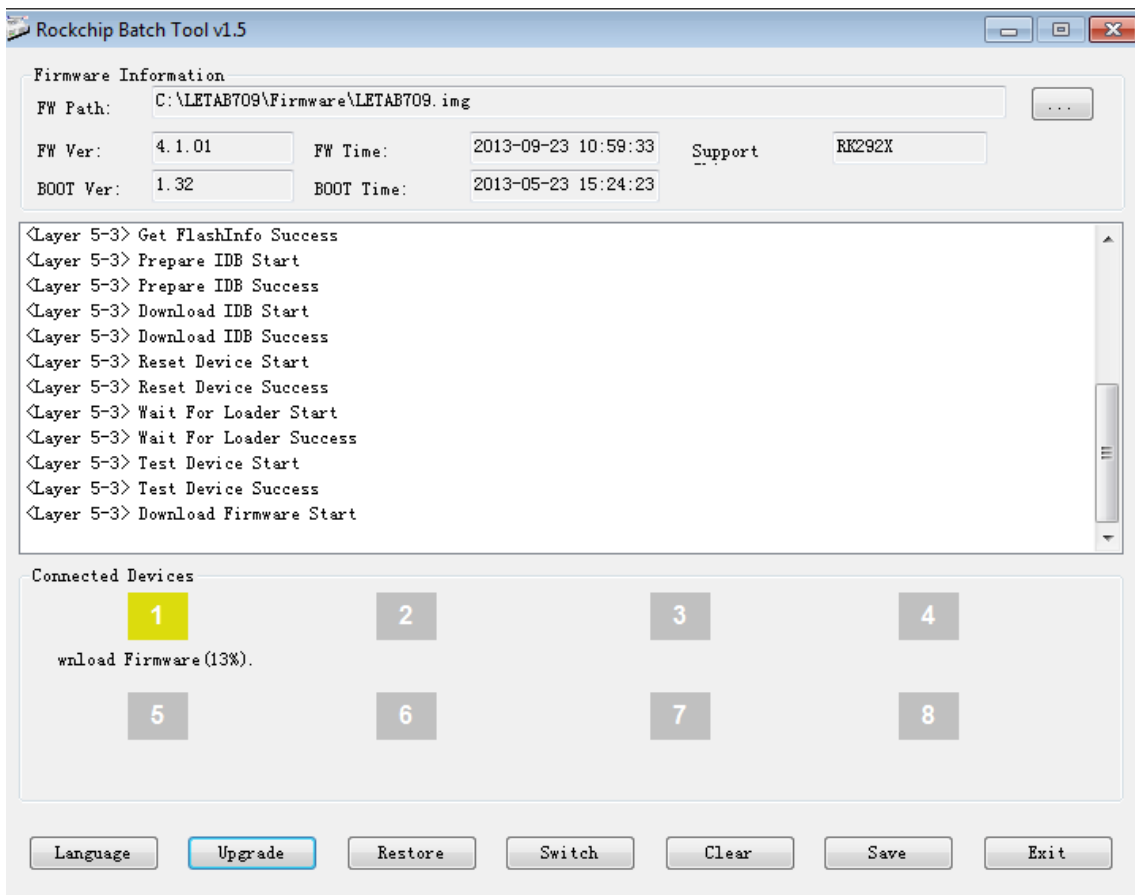 Rockchip Batch Tool v1.5
Firmware Information
FW Path: C:\LETAB709\Firmware\LETAB709.img ...
FW Ver: 4.1.01 FW Time: 2013-09-23 10:59:33 Support RK292X
BOOT Ver: 1.32 BOOT Time: 2013-05-23 15:24:23
<Layer 5-3> Get FlashInfo Success
<Layer 5-3> Prepare IDB Start
<Layer 5-3> Prepare IDB Success
<Layer 5-3> Download IDB Start
<Layer 5-3> Download IDB Success
<Layer 5-3> Reset Device Start
<Layer 5-3> Reset Device Success
<Layer 5-3> Wait For Loader Start
<Layer 5-3> Wait For Loader Success
<Layer 5-3> Test Device Start
<Layer 5-3> Test Device Success
<Layer 5-3> Download Firmware Start
Connected Devices
1 2 3 4
wnload Firmware(13%).
5 6 7 8
Language Upgrade Restore Switch Clear Save Exit